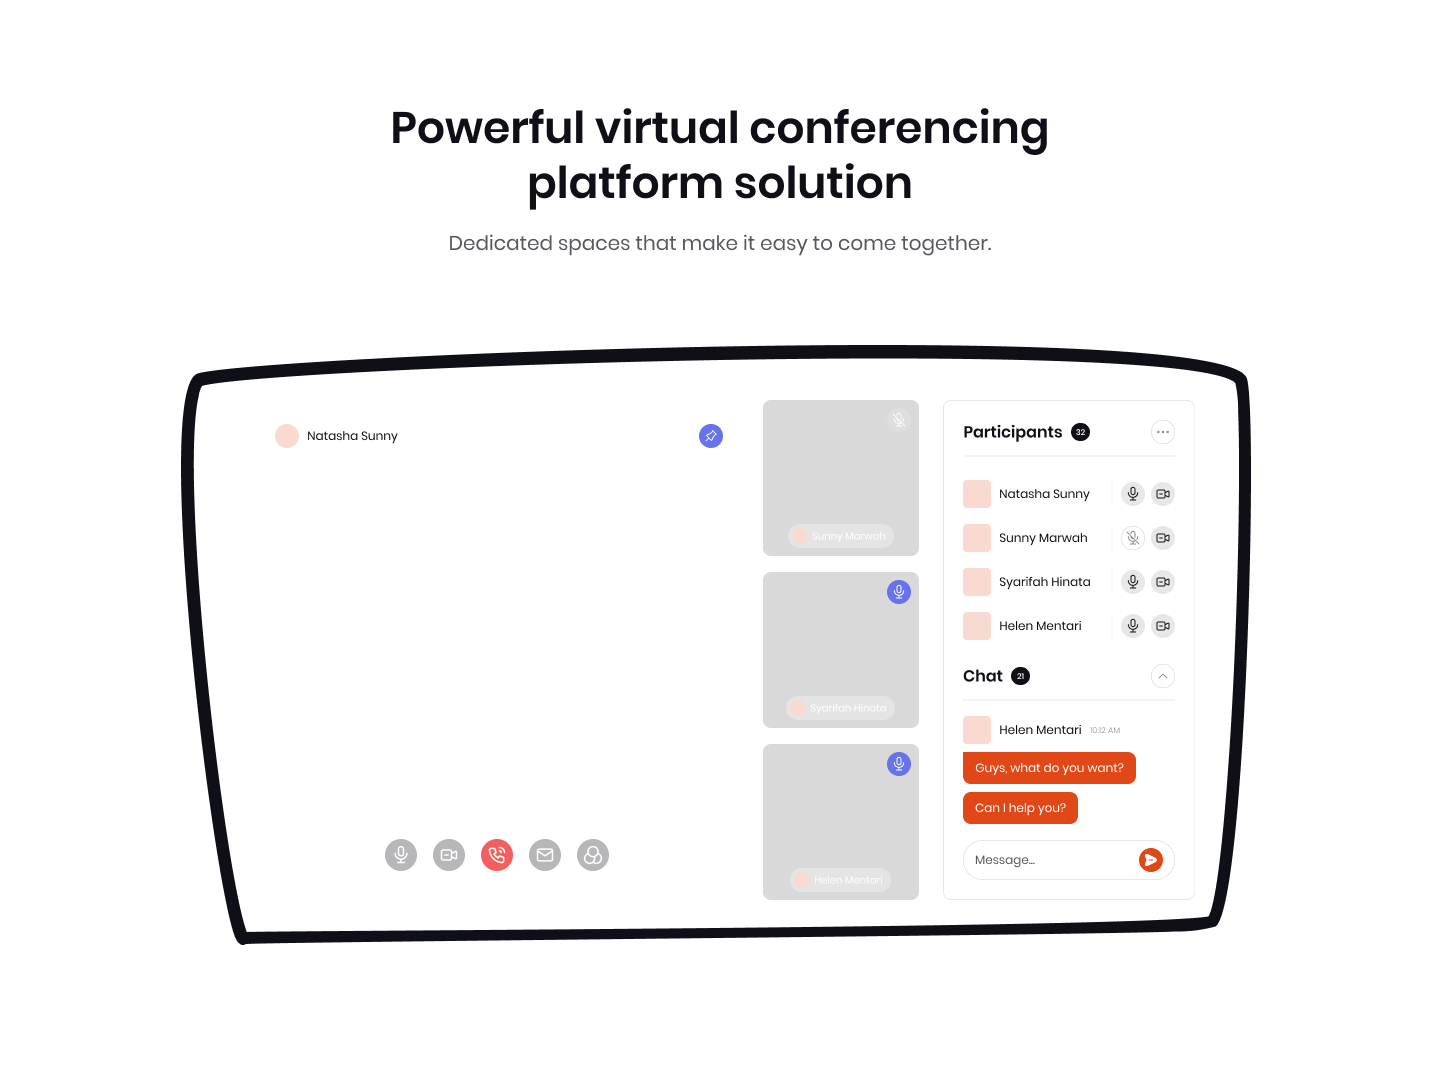 Powerful virtual conferencing
platform solution
Dedicated spaces that make it easy to come together.
Natasha Sunny
Sunny Marwah
Syarifah Hinata
Helen Mentari
Participants 32
Natasha Sunny
Sunny Marwah
Syarifah Hinata
Helen Mentari
Chat 21
Helen Mentari 10:12 AM
Guys, what do you want?
Can I help you?
Message...